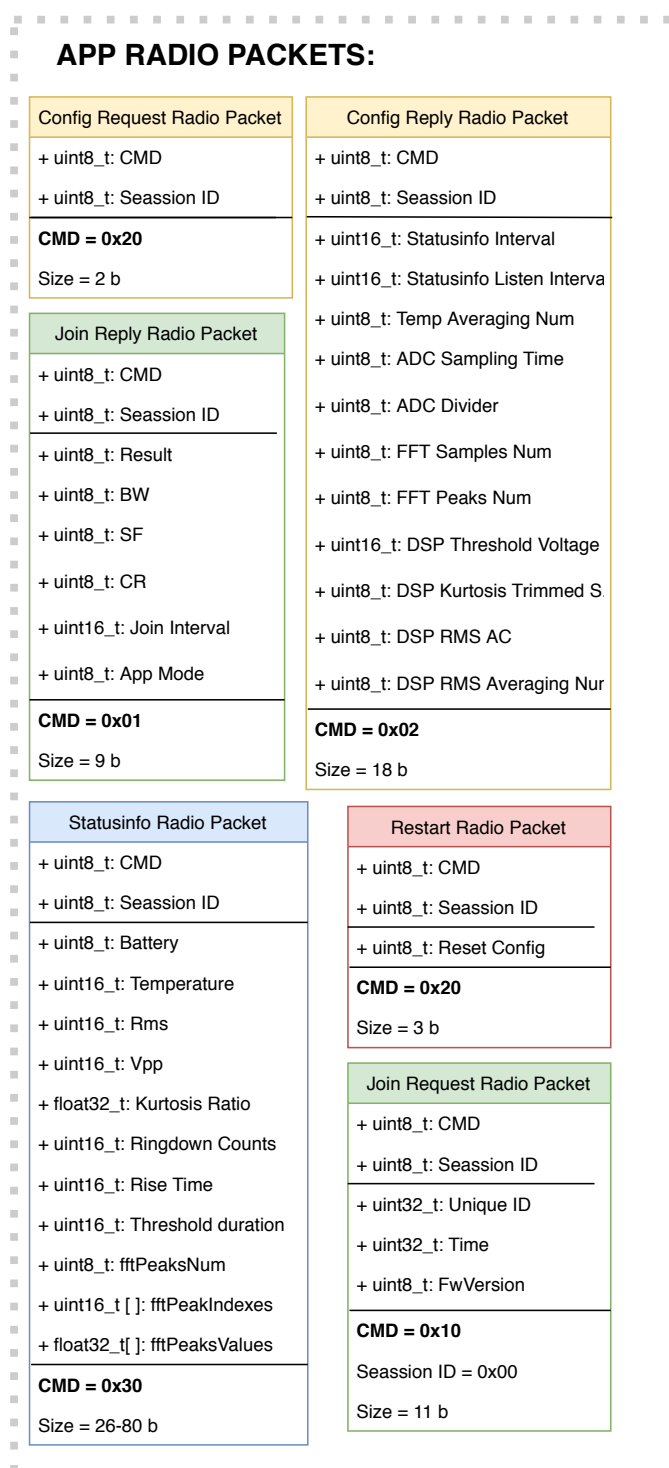 APP RADIO PACKETS:
Config Request Radio Packet
+ uint8_t: CMD
+ uint8_t: Seassion ID
CMD = 0x20
Size = 2 b
Config Reply Radio Packet
+ uint8_t: CMD
+ uint8_t: Seassion ID
+ uint16_t: Statusinfo Interval
+ uint16_t: Statusinfo Listen Interva
+ uint8_t: Temp Averaging Num
+ uint8_t: ADC Sampling Time
+ uint8_t: ADC Divider
+ uint8_t: FFT Samples Num
+ uint8_t: FFT Peaks Num
+ uint16_t: DSP Threshold Voltage
+ uint8_t: DSP Kurtosis Trimmed S.
+ uint8_t: DSP RMS AC
+ uint8_t: DSP RMS Averaging Nur
CMD = 0x02
Size = 18 b
Join Reply Radio Packet
+ uint8_t: CMD
+ uint8_t: Seassion ID
+ uint8_t: Result
+ uint8_t: BW
+ uint8_t: SF
+ uint8_t: CR
+ uint16_t: Join Interval
+ uint8_t: App Mode
CMD = 0x01
Size = 9 b
Statusinfo Radio Packet
+ uint8_t: CMD
+ uint8_t: Seassion ID
+ uint8_t: Battery
+ uint16_t: Temperature
+ uint16_t: Rms
+ uint16_t: Vpp
+ float32_t: Kurtosis Ratio
+ uint16_t: Ringdown Counts
+ uint16_t: Rise Time
+ uint16_t: Threshold duration
+ uint8_t: fftPeaksNum
+ uint16_t [ ]: fftPeakIndexes
+ float32_t[ ]: fftPeaksValues
CMD = 0x30
Size = 26-80 b
Restart Radio Packet
+ uint8_t: CMD
+ uint8_t: Seassion ID
+ uint8_t: Reset Config
CMD = 0x20
Size = 3 b
Join Request Radio Packet
+ uint8_t: CMD
+ uint8_t: Seassion ID
+ uint32_t: Unique ID
+ uint32_t: Time
+ uint8_t: FwVersion
CMD = 0x10
Seassion ID = 0x00
Size = 11 b